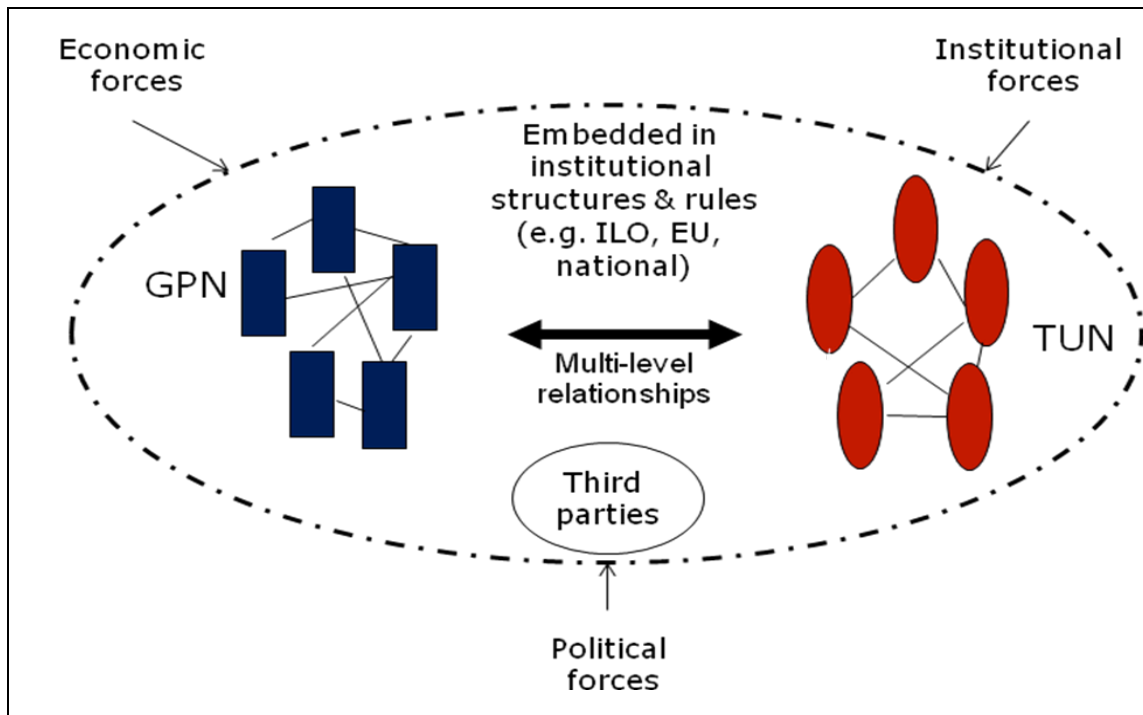 Economic
forces
Institutional
forces
Embedded in
institutional
structures & rules
(e.g. ILO, EU,
national)
GPN
TUN
Multi-level
relationships
Third
parties
Political
forces